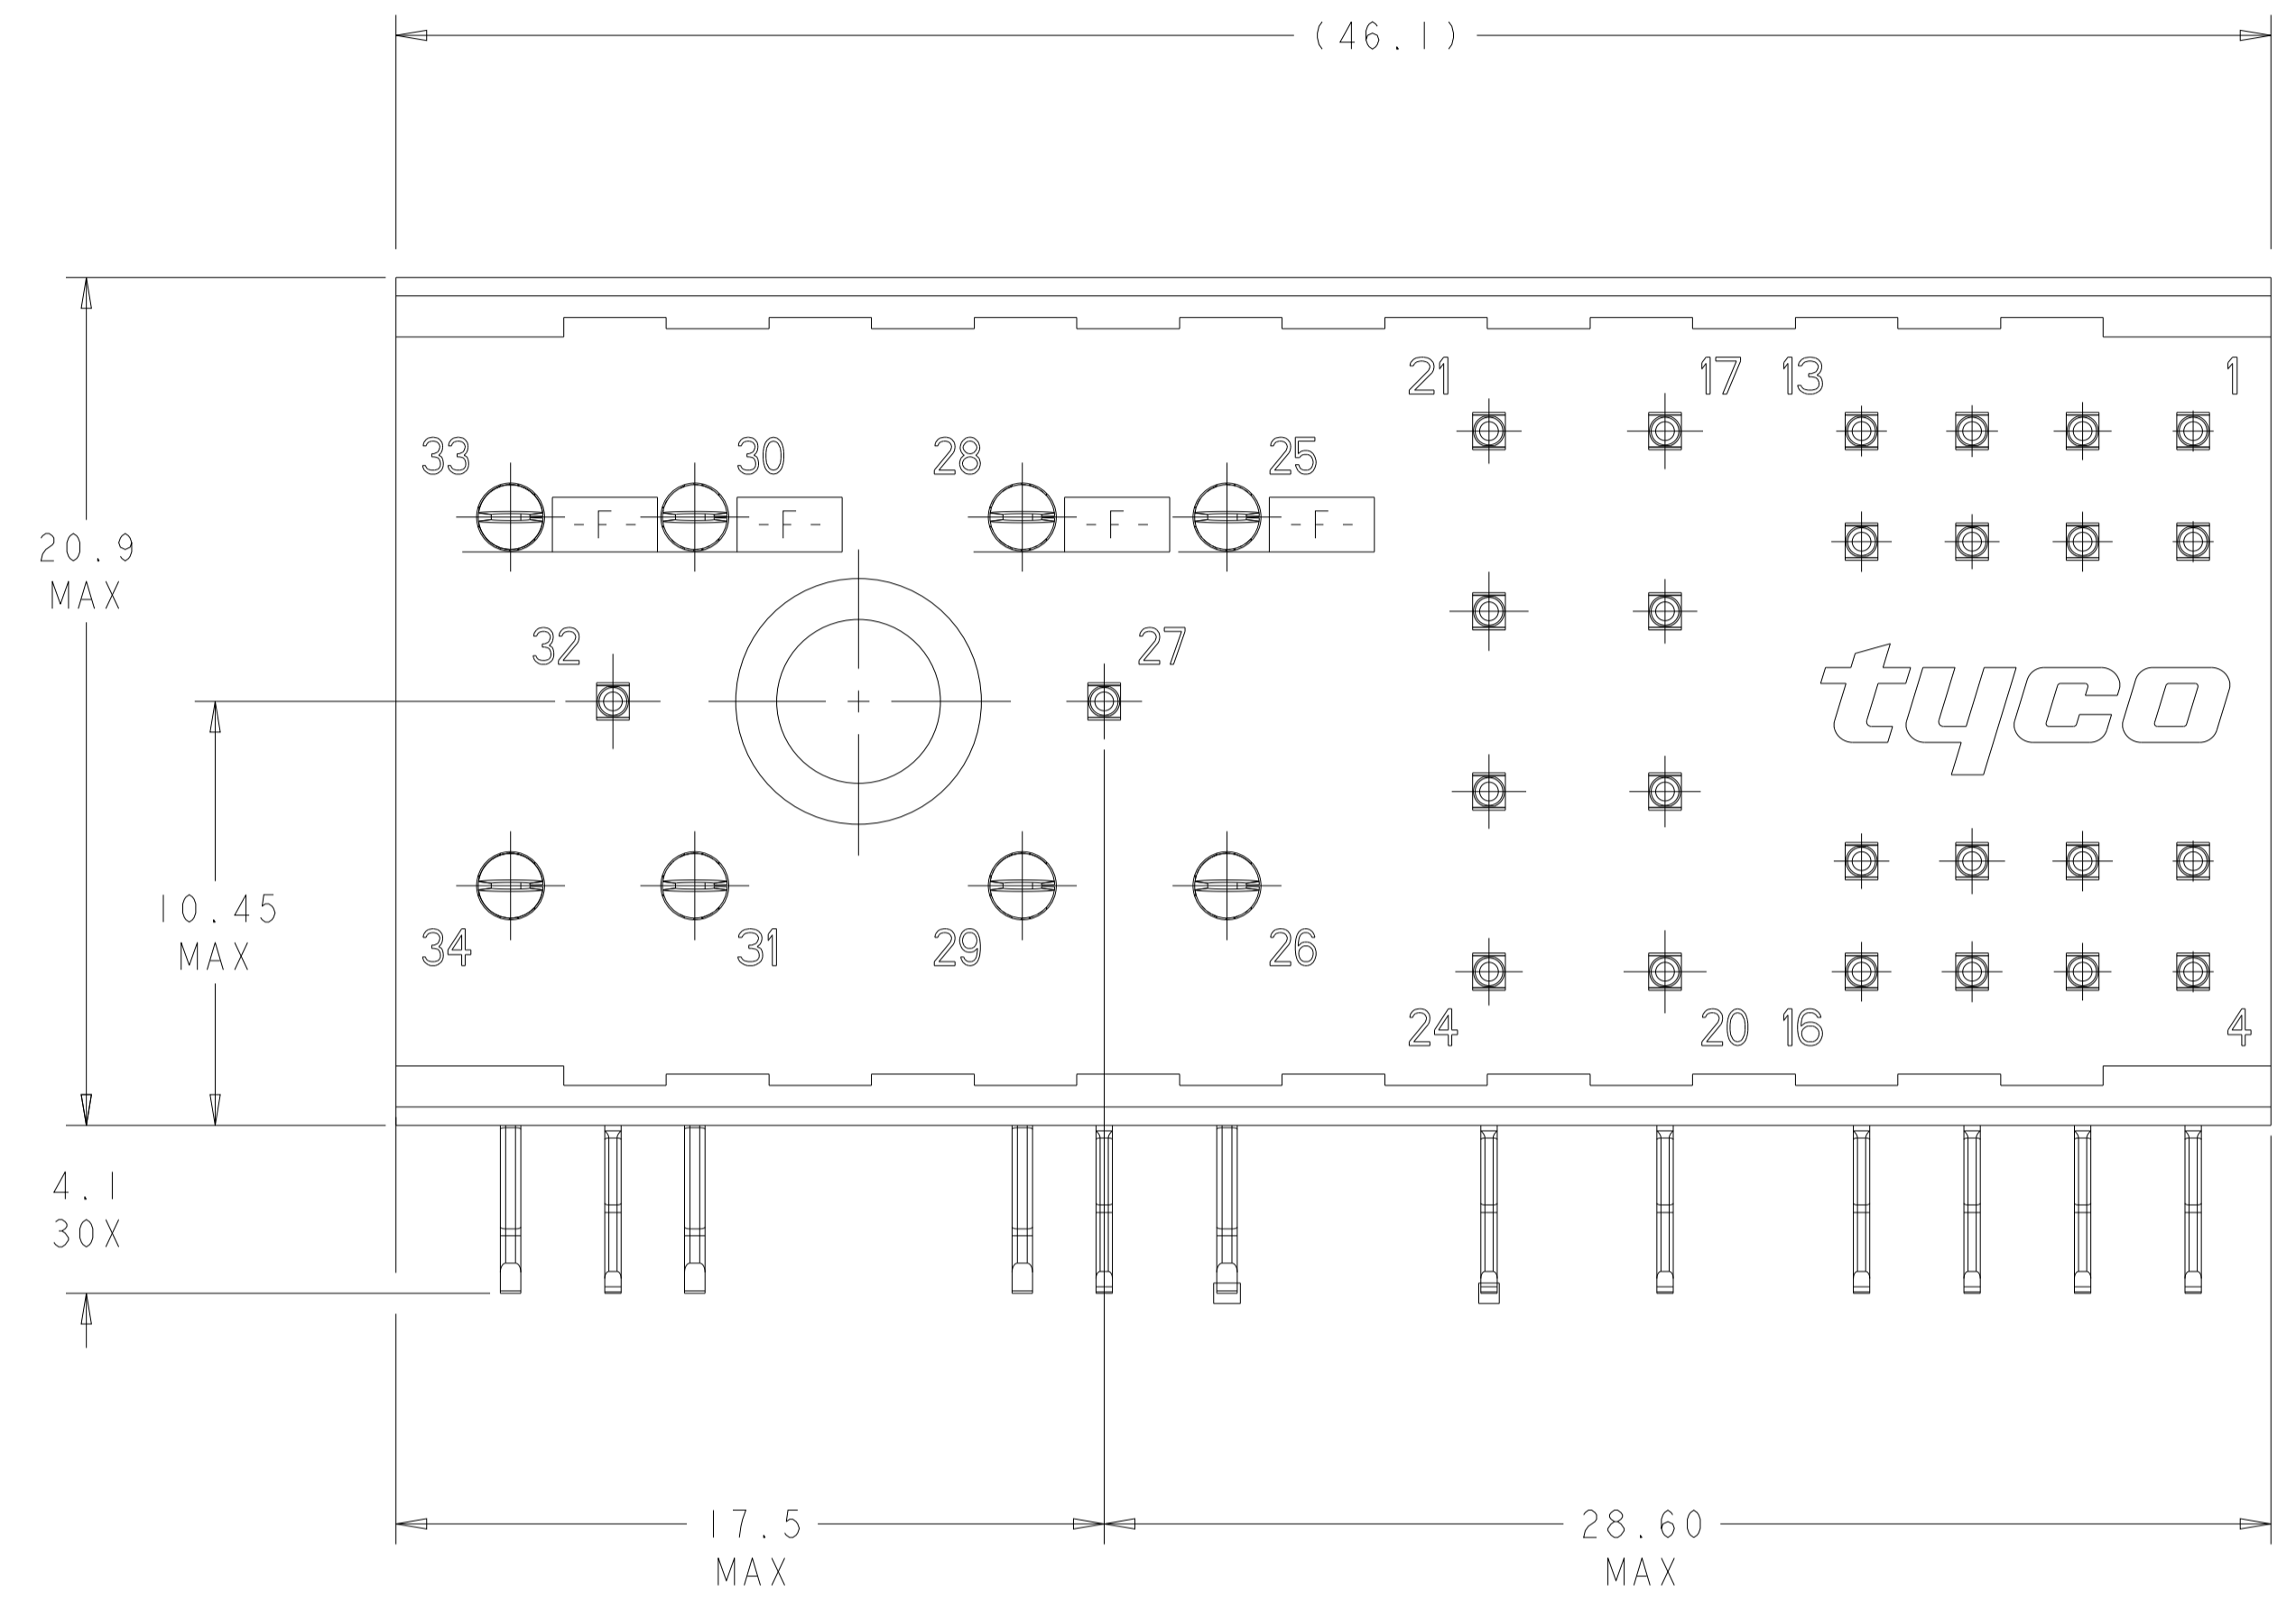 (46.1)
21 17 13 1
33 30 28 25
-F- -F- -F- -F-
20.9
MAX
32 27
tyco
10.45
MAX
34 31 29 26
24 20 16 4
4.1
30X
17.5
MAX
28.60
MAX